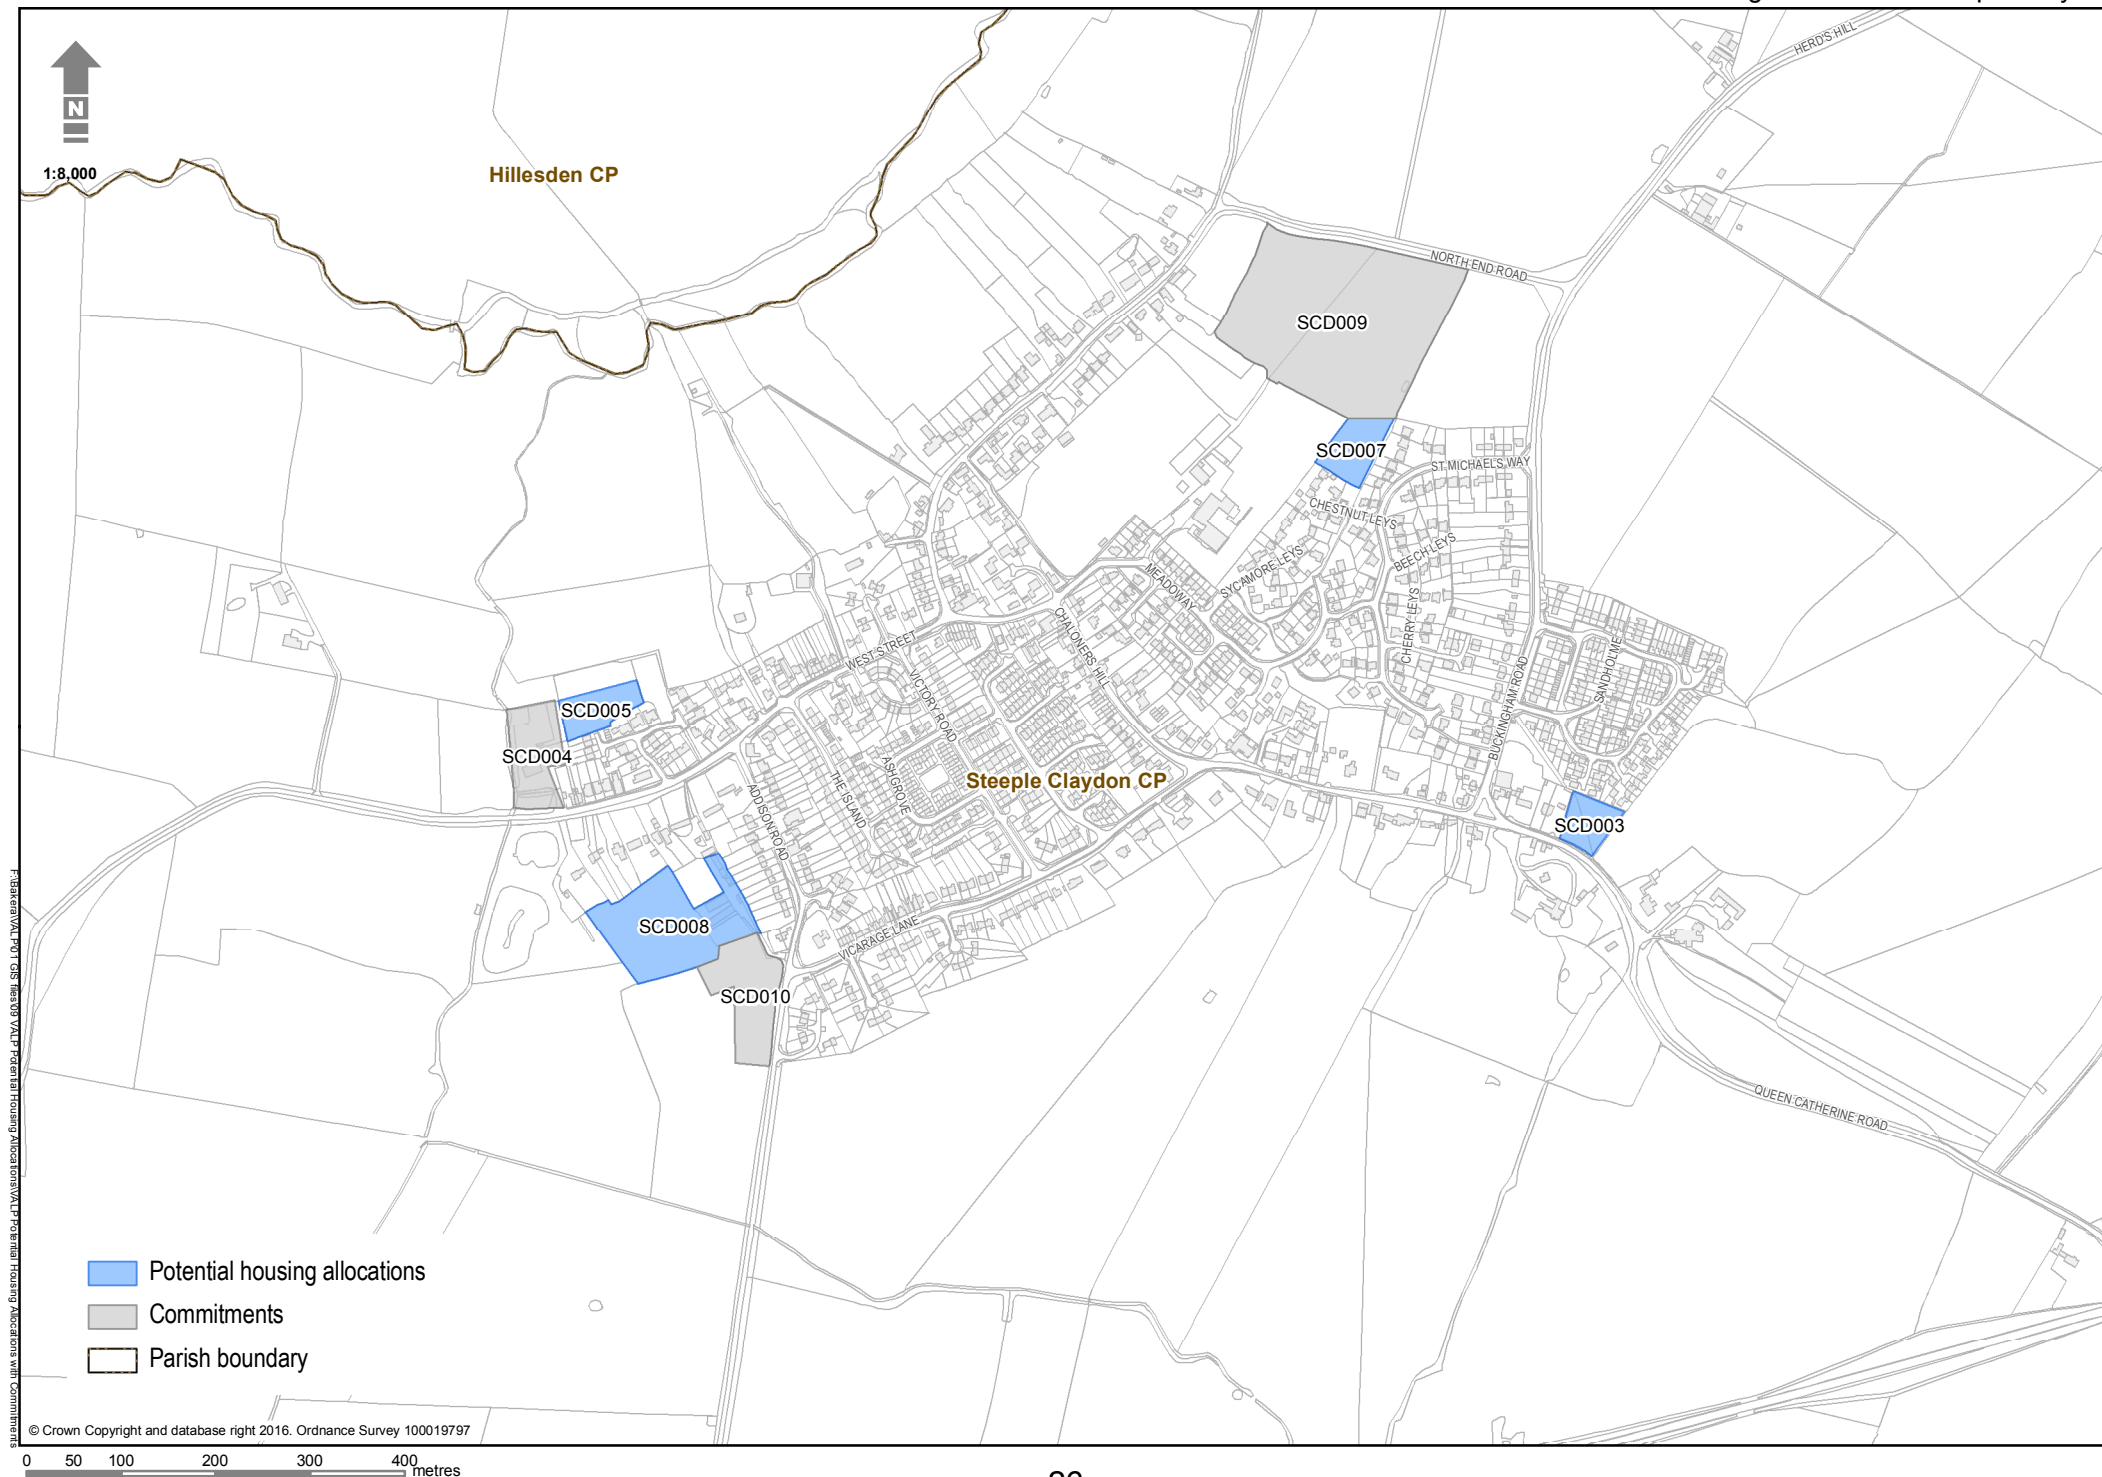 N
1:8,000
Hillesden CP
HERD'S HILL
NORTH END ROAD
SCD009
SCD007
ST MICHAELS WAY
CHESTNUT LEYS
BEECH LEYS
SYCAMORE LEYS
MEADOWAY
CHERRY LEYS
CHALONERS HILL
WEST STREET
VICTORY ROAD
SANDHOLME
BUCKINGHAM ROAD
SCD005
SCD004
ASHGROVE
THE ISLAND
ADDISON ROAD
Steeple Claydon CP
SCD003
SCD008
VICARAGE LANE
SCD010
QUEEN CATHERINE ROAD
Potential housing allocations
Commitments
Parish boundary
© Crown Copyright and database right 2016. Ordnance Survey 100019797
0 50 100 200 300 400 metres